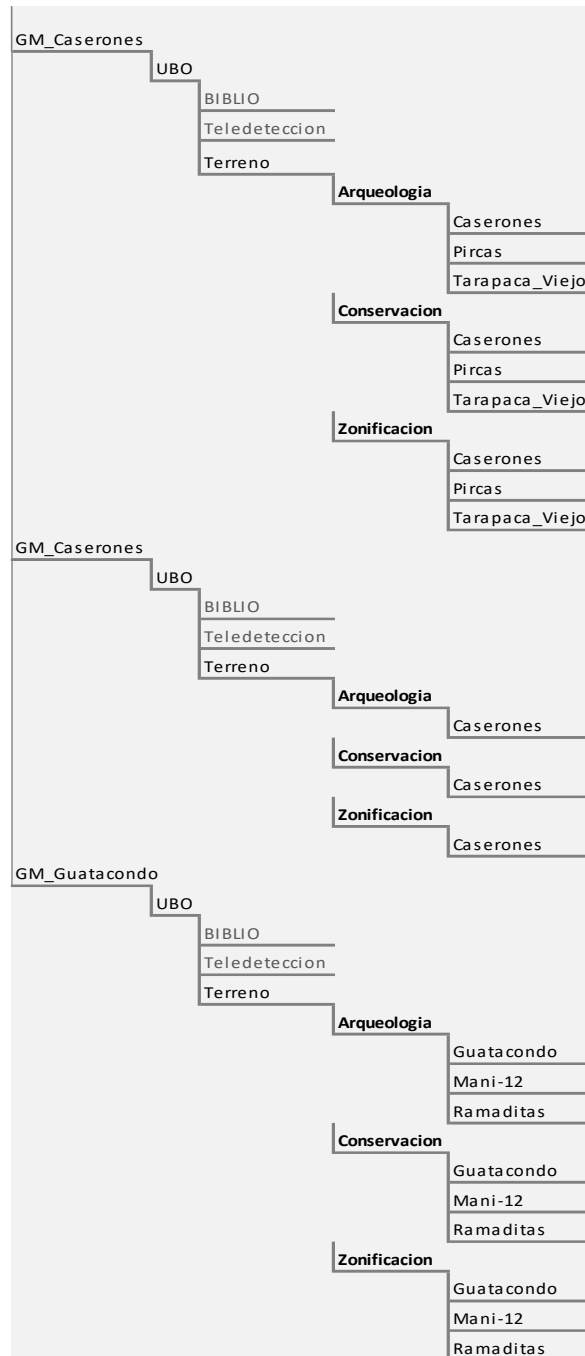 GM_Caserones
UBO
BIBLIO
Teledeteccion
Terreno
Arqueologia
Caserones
Pircas
Tarapaca_Viejo
Conservacion
Caserones
Pircas
Tarapaca_Viejo
Zonificacion
Caserones
Pircas
Tarapaca_Viejo
GM_Caserones
UBO
BIBLIO
Teledeteccion
Terreno
Arqueologia
Caserones
Conservacion
Caserones
Zonificacion
Caserones
GM_Guatacondo
UBO
BIBLIO
Teledeteccion
Terreno
Arqueologia
Guatacondo
Mani-12
Ramaditas
Conservacion
Guatacondo
Mani-12
Ramaditas
Zonificacion
Guatacondo
Mani-12
Ramaditas